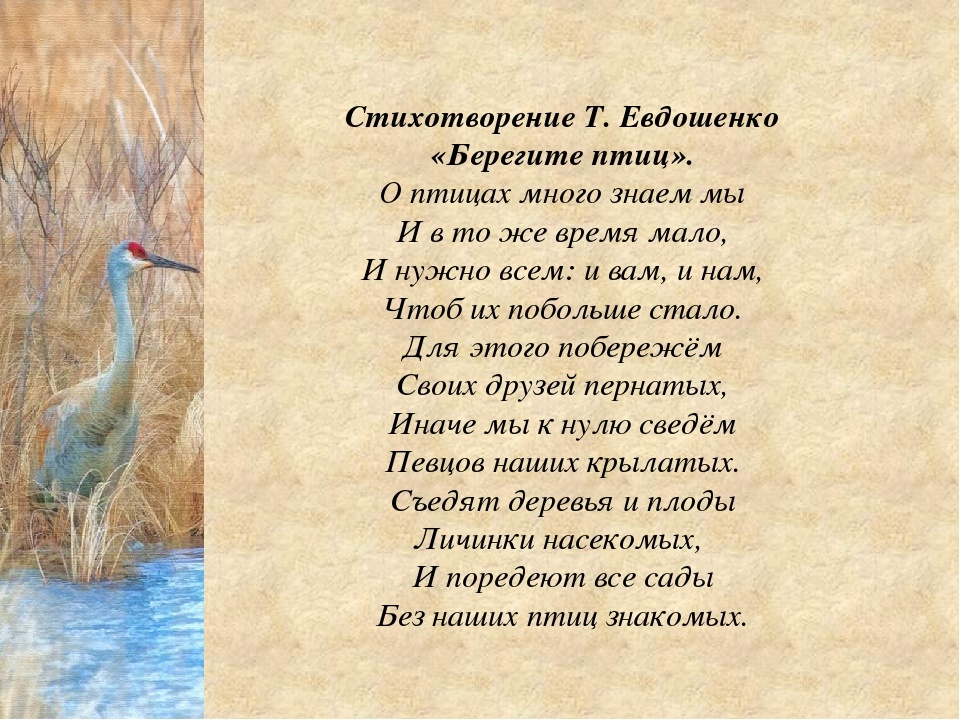 Стихотворение Т. Евдошенко
«Берегите птиц».
О птицах много знаем мы
И в то же время мало,
И нужно всем: и вам, и нам,
Чтоб их побольше стало.
Для этого побережём
Своих друзей пернатых,
Иначе мы к нулю сведём
Певцов наших крылатых.
Съедят деревья и плоды
Личинки насекомых,
И поредеют все сады
Без наших птиц знакомых.